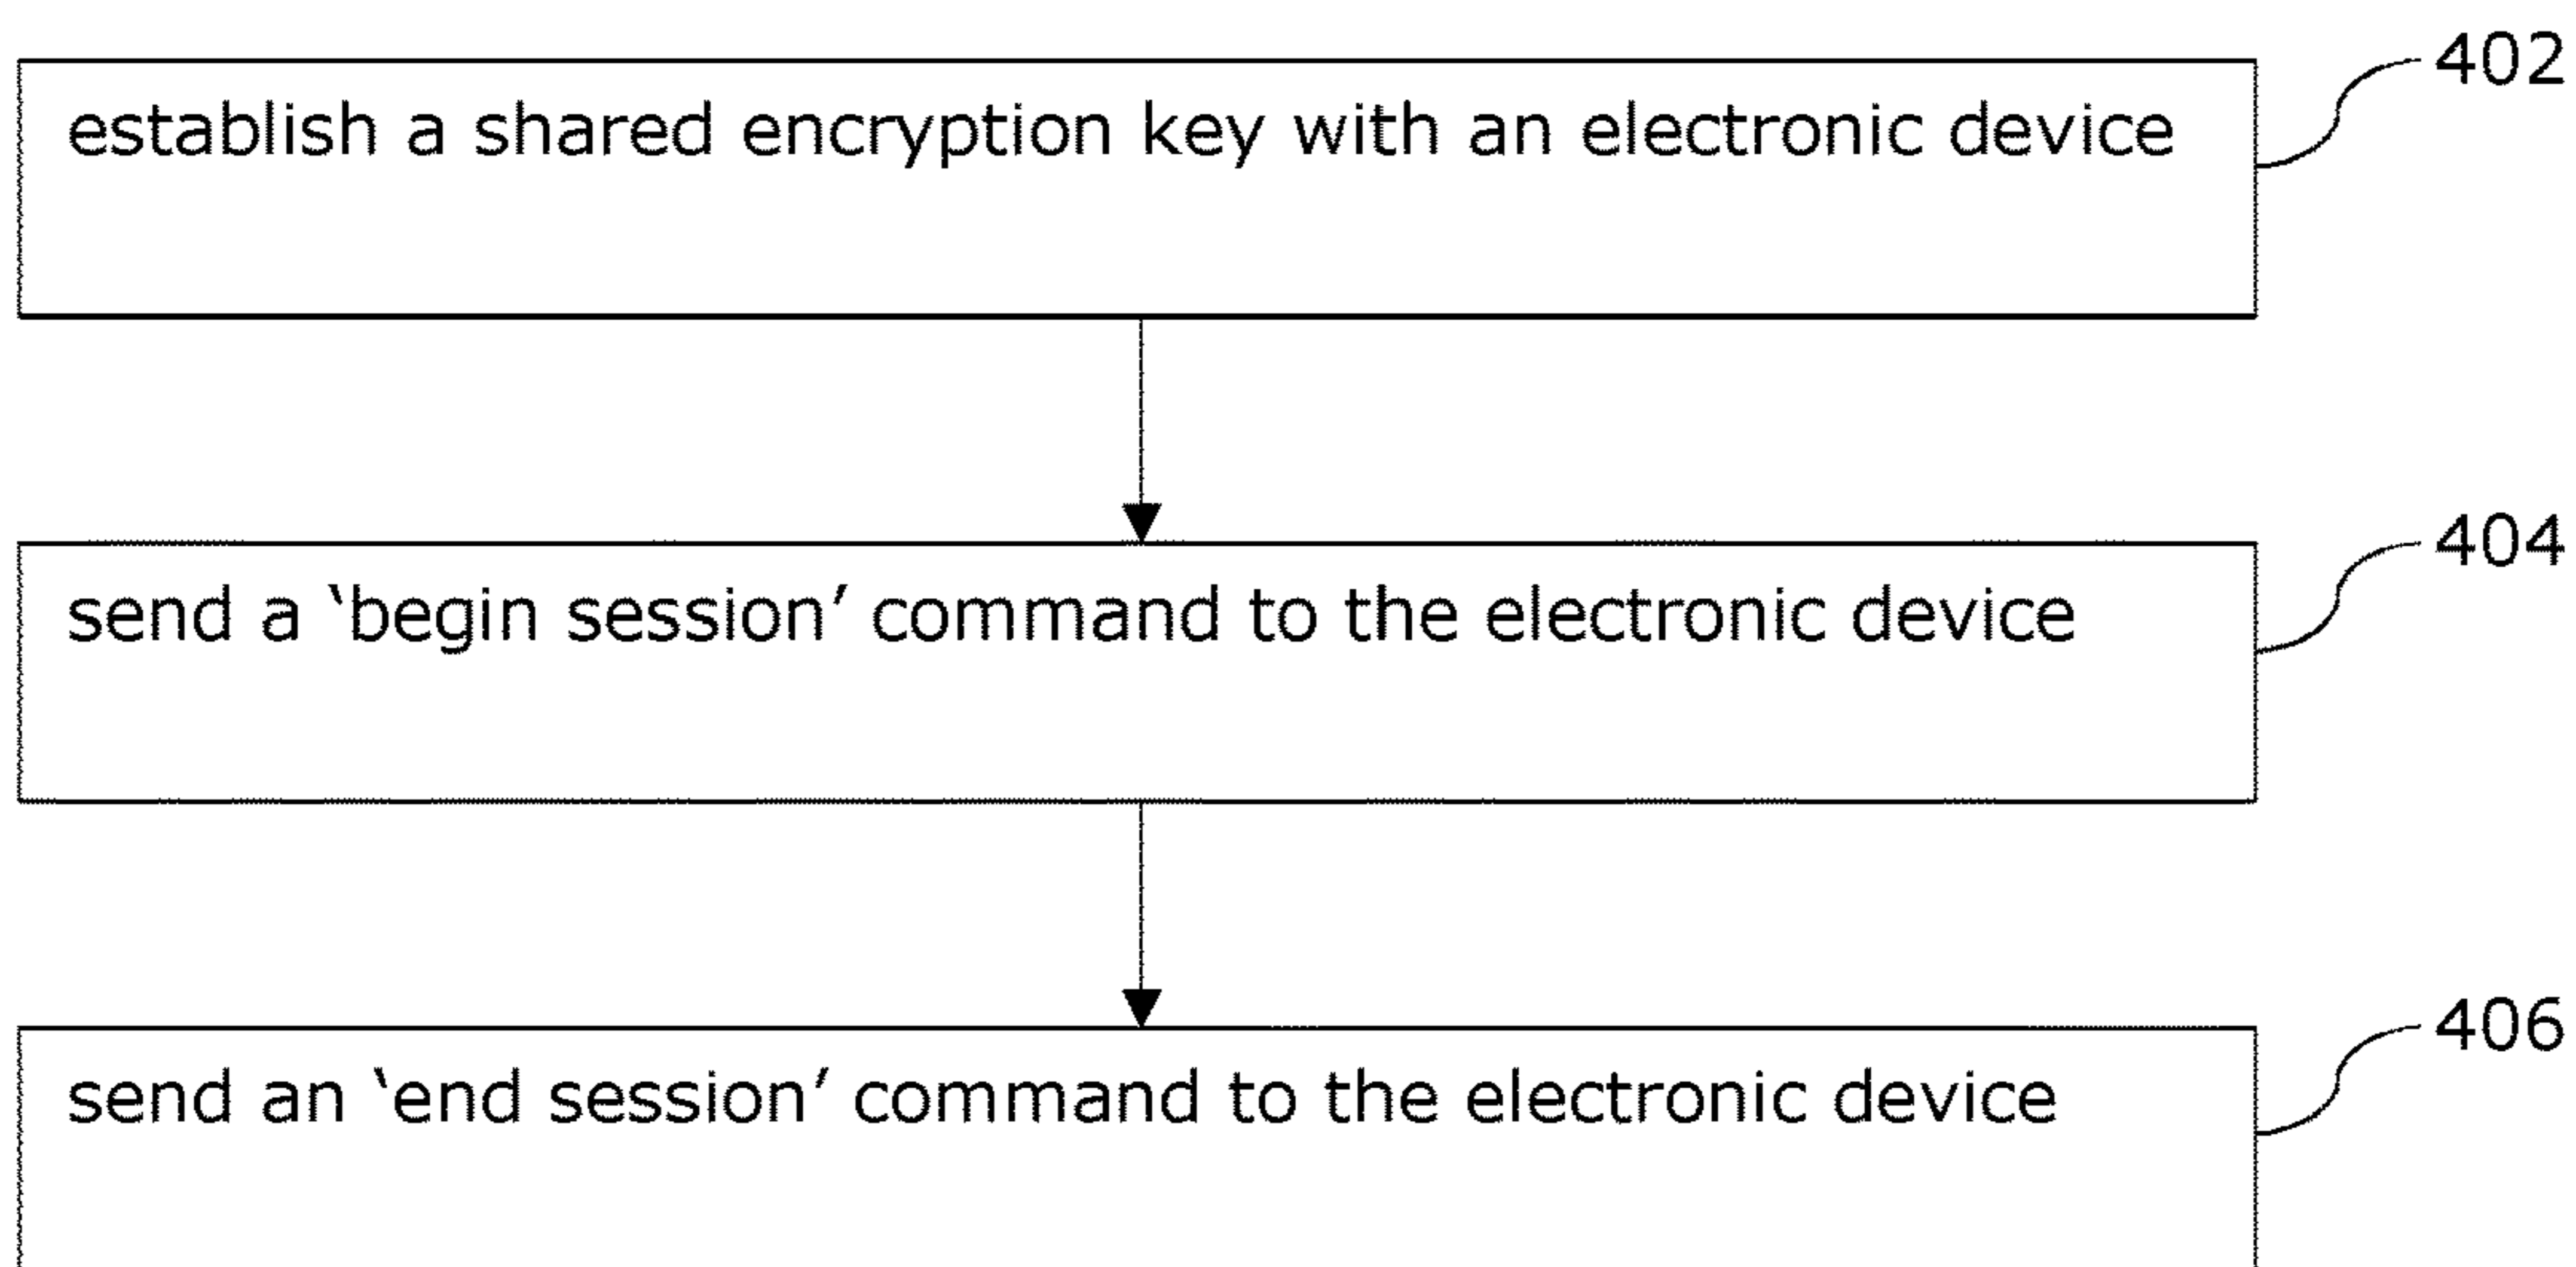 402
establish a shared encryption key with an electronic device
404
send a ‘begin session’ command to the electronic device
406
send an ‘end session’ command to the electronic device